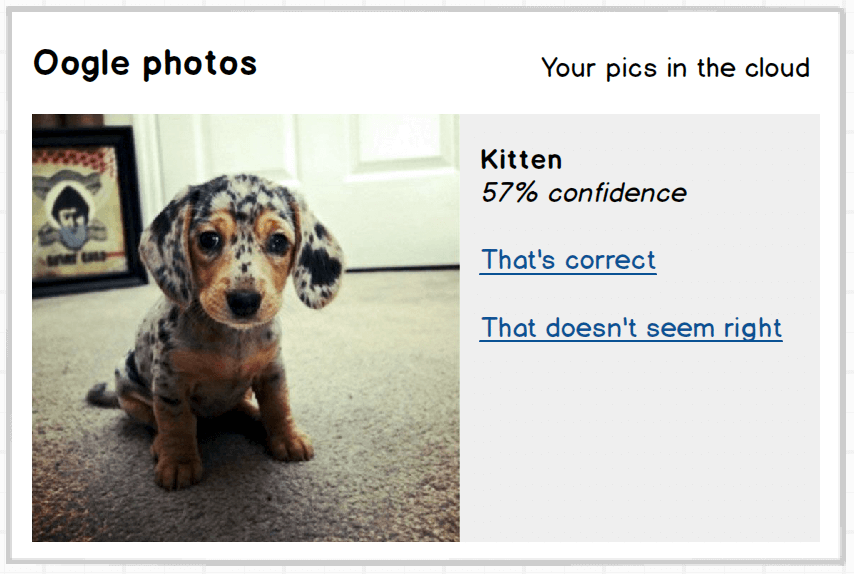 Oogle photos
Your pics in the cloud
Kitten
57% confidence
That's correct
That doesn't seem right